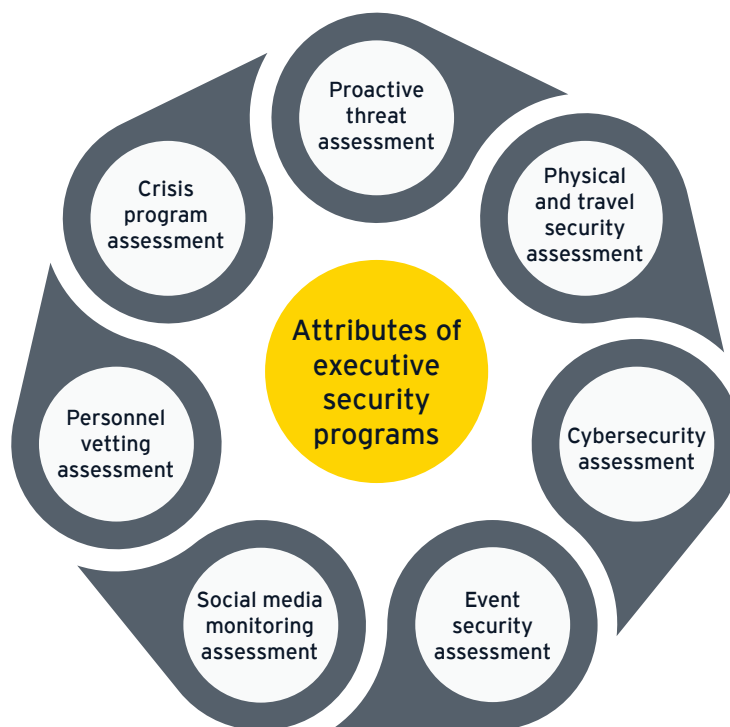 Proactive
threat
assessment
Physical
and travel
security
assessment
Cybersecurity
assessment
Event
security
assessment
Social media
monitoring
assessment
Personnel
vetting
assessment
Crisis
program
assessment
Attributes of
executive
security
programs